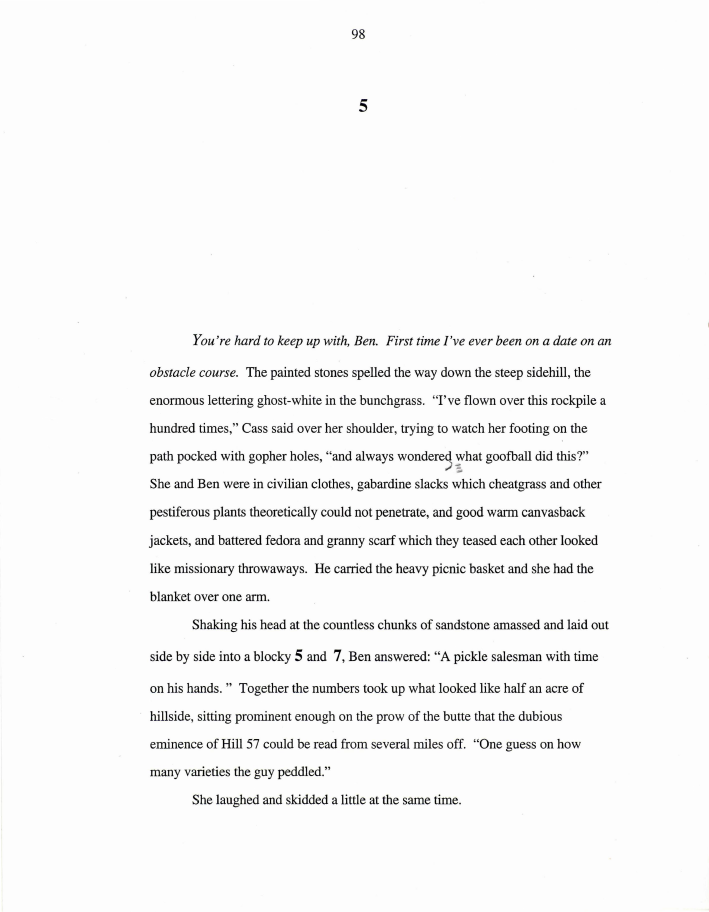 98
5
You're hard to keep up with, Ben. First time I've ever been on a date on an
obstacle course. The painted stones spelled the way down the steep sidehill, the
enormous lettering ghost-white in the bunchgrass. “I've flown over this rockpile a
hundred times,” Cass said over her shoulder, trying to watch her footing on the
path pocked with gopher holes, “and always wondered what goofball did this?”
She and Ben were in civilian clothes, gabardine slacks which cheatgrass and other
pestiferous plants theoretically could not penetrate, and good warm canvasback
jackets, and battered fedora and granny scarf which they teased each other looked
like missionary throwaways. He carried the heavy picnic basket and she had the
blanket over one arm.
Shaking his head at the countless chunks of sandstone amassed and laid out
side by side into a blocky 5 and 7, Ben answered: “A pickle salesman with time
on his hands. ” Together the numbers took up what looked like half an acre of
hillside, sitting prominent enough on the prow of the butte that the dubious
eminence of Hill 57 could be read from several miles off. “One guess on how
many varieties the guy peddled.”
She laughed and skidded a little at the same time.